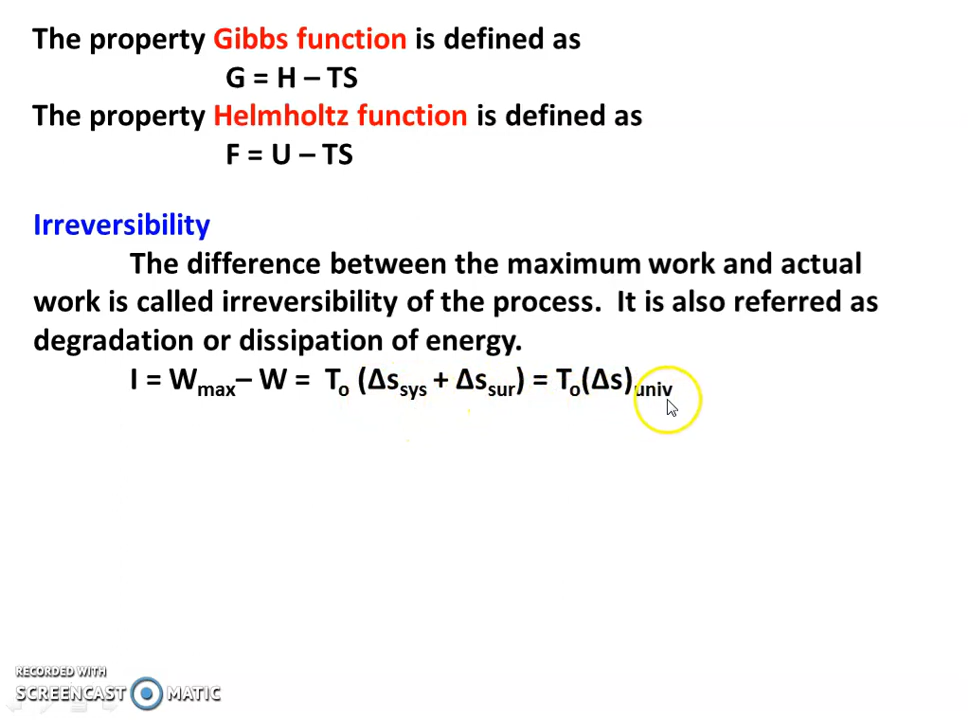 The property Gibbs function is defined as
G = H – TS
The property Helmholtz function is defined as
F = U – TS
Irreversibility
The difference between the maximum work and actual
work is called irreversibility of the process. It is also referred as
degradation or dissipation of energy.
I = Wmax– W = To (Δssys + Δssur) = To(Δs)univ
RECORDED WITH
SCREENCAST MATIC